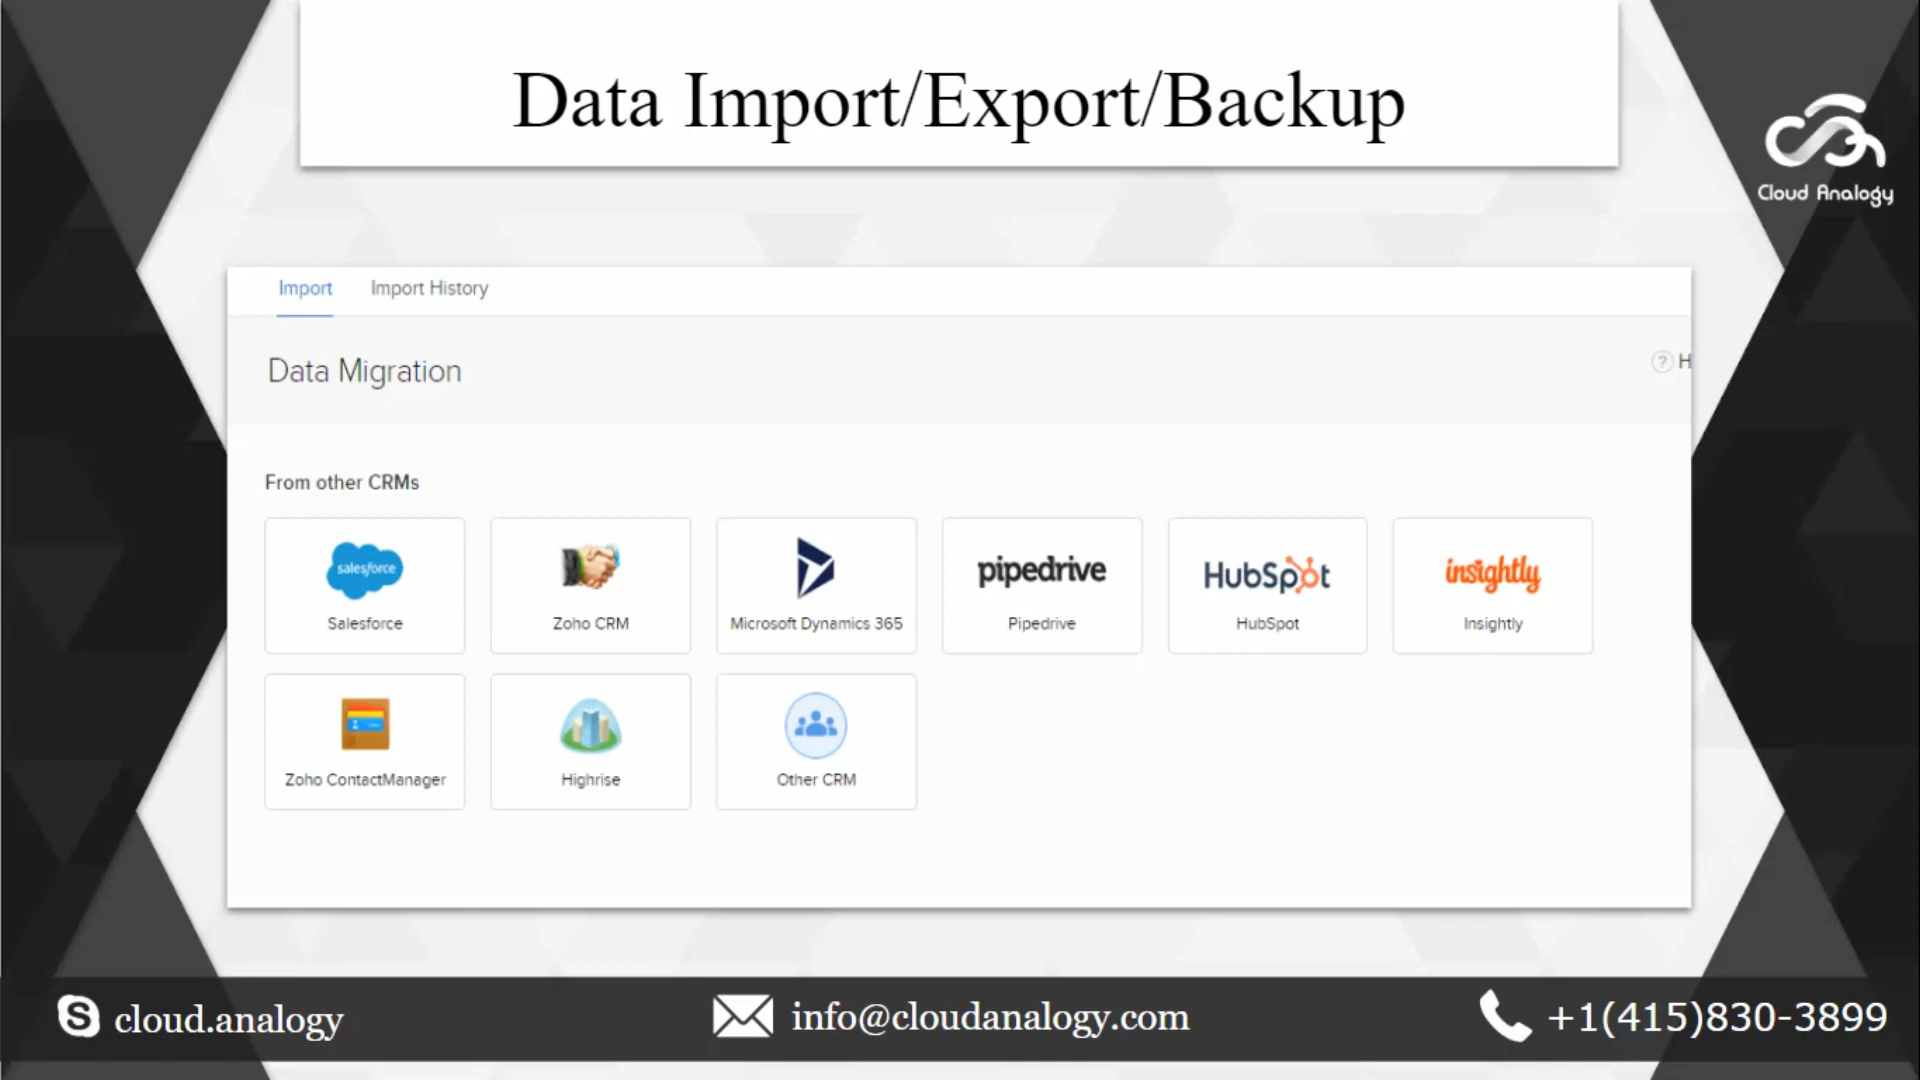 Data Import/Export/Backup
Cloud Analogy
Import Import History
Data Migration
? H
From other CRMs
salesforce
Salesforce
Zoho CRM
Microsoft Dynamics 365
pipedrive
Pipedrive
HubSpot
HubSpot
insightly
Insightly
Zoho ContactManager
Highrise
Other CRM
cloud.analogy
info@cloudanalogy.com
+1(415)830-3899